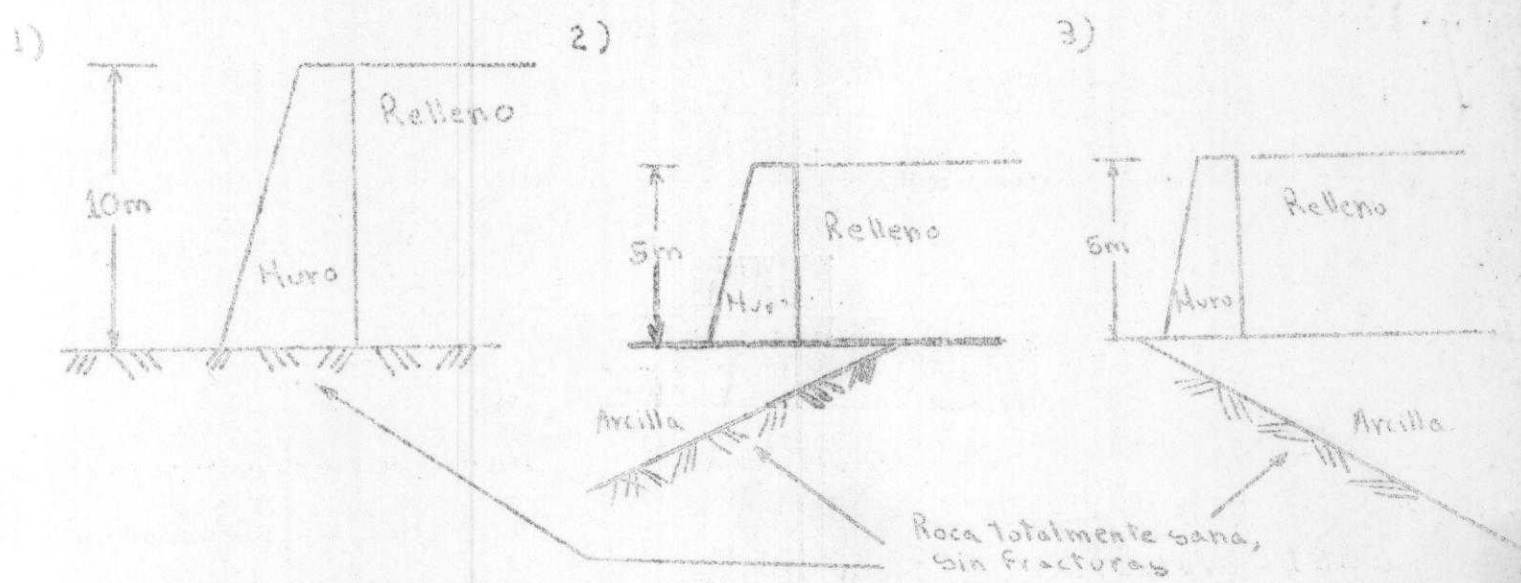 1)
2)
3)
10m
Relleno
Muro
5m
Relleno
Muro
5m
Relleno
Muro
Arcilla
Arcilla
Roca totalmente sana,
sin fracturas